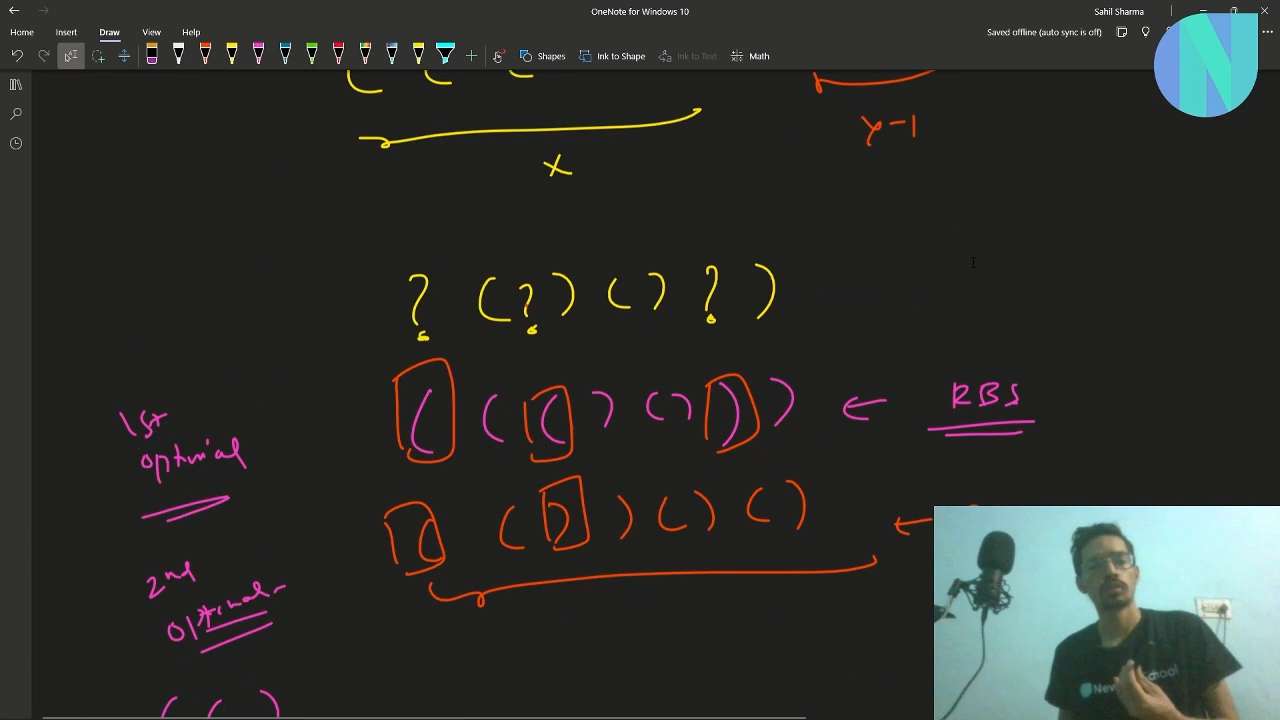 OneNote for Windows 10
Sahil Sharma
Home Insert Draw View Help
Saved offline (auto sync is off)
Shapes Ink to Shape Ink to Text Math
( ( (
x
y-1
? ( ? ) ( ) ? )
( ( ( ) ( ) ) ) ← RBS
1st
optimal
( ( ) ) ( ) ( ) ←
2nd
optimal
( ( )